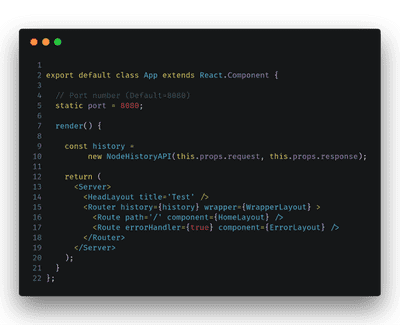 1
2 export default class App extends React.Component {
3
4 // Port number (Default=8080)
5 static port = 8080;
6
7 render() {
8
9 const history =
10 new NodeHistoryAPI(this.props.request, this.props.response);
11
12 return (
13 <Server>
14 <HeadLayout title='Test' />
15 <Router history={history} wrapper={WrapperLayout} >
16 <Route path='/' component={HomeLayout} />
17 <Route errorHandler={true} component={ErrorLayout} />
18 </Router>
19 </Server>
20 );
21 }
22 };